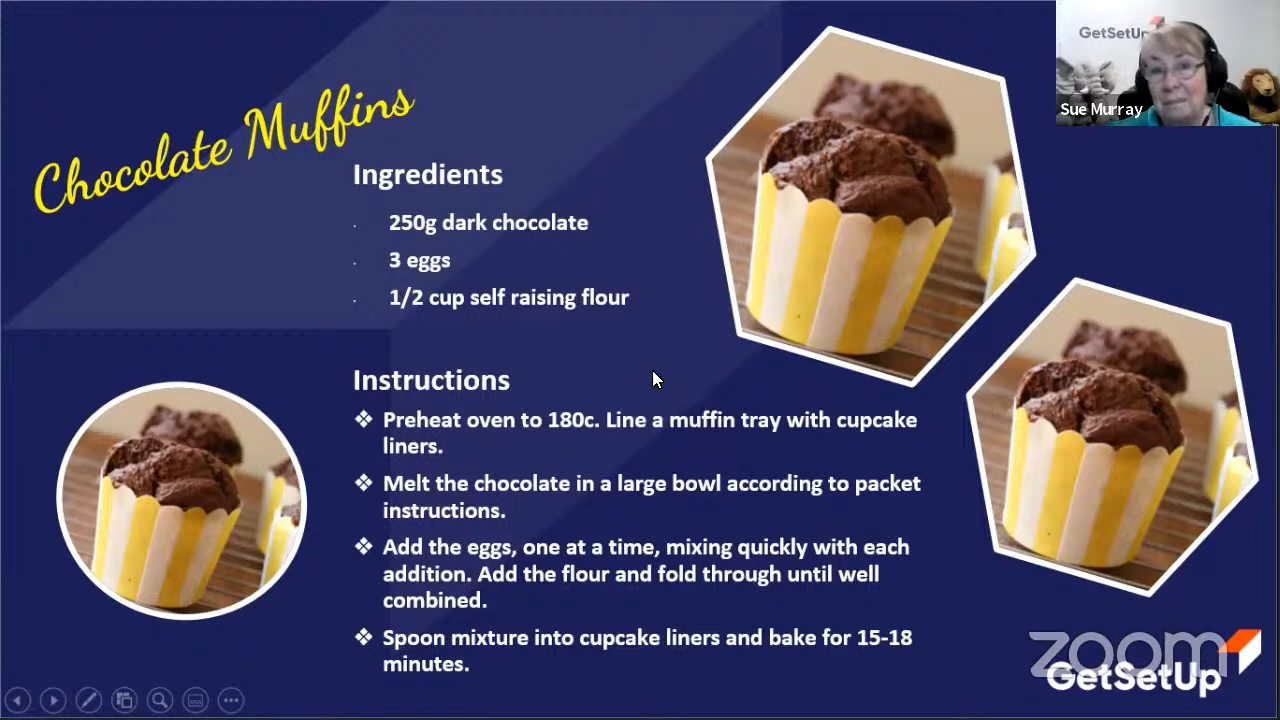 GetSetUp
Sue Murray
Chocolate Muffins
Ingredients
250g dark chocolate
3 eggs
1/2 cup self raising flour
Instructions
Preheat oven to 180c. Line a muffin tray with cupcake
liners.
Melt the chocolate in a large bowl according to packet
instructions.
Add the eggs, one at a time, mixing quickly with each
addition. Add the flour and fold through until well
combined.
Spoon mixture into cupcake liners and bake for 15-18
minutes.
zoom
GetSetUp